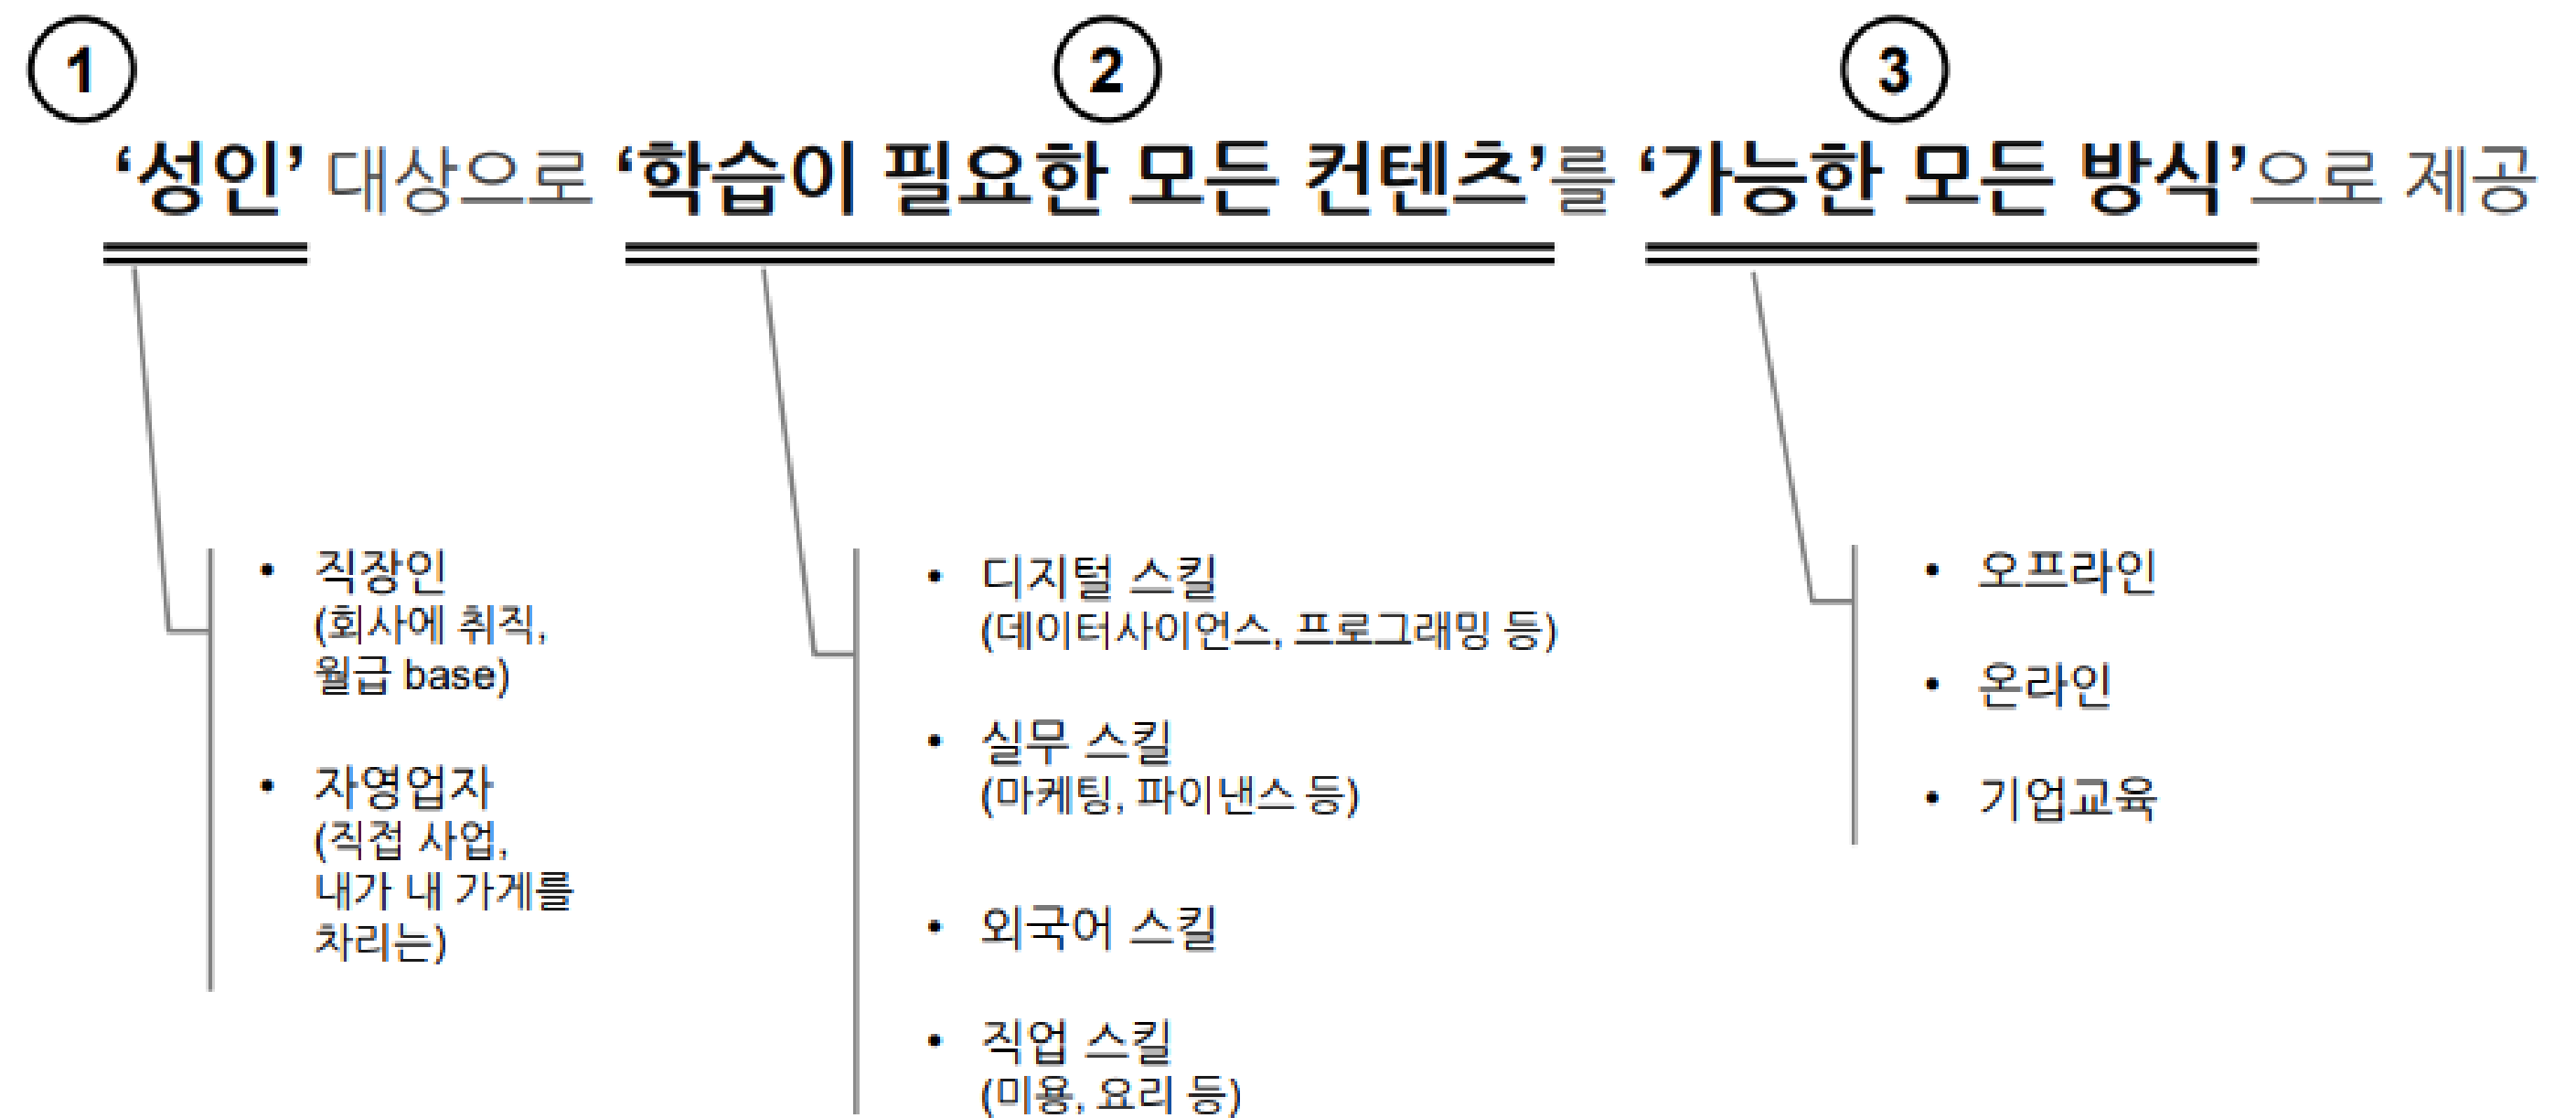 1
2
3
‘성인’ 대상으로 ‘학습이 필요한 모든 컨텐츠’를 ‘가능한 모든 방식’으로 제공
• 직장인
(회사에 취직,
월급 base)
• 자영업자
(직접 사업,
내가 내 가게를
차리는)
• 디지털 스킬
(데이터사이언스, 프로그래밍 등)
• 실무 스킬
(마케팅, 파이낸스 등)
• 외국어 스킬
• 직업 스킬
(미용, 요리 등)
• 오프라인
• 온라인
• 기업교육